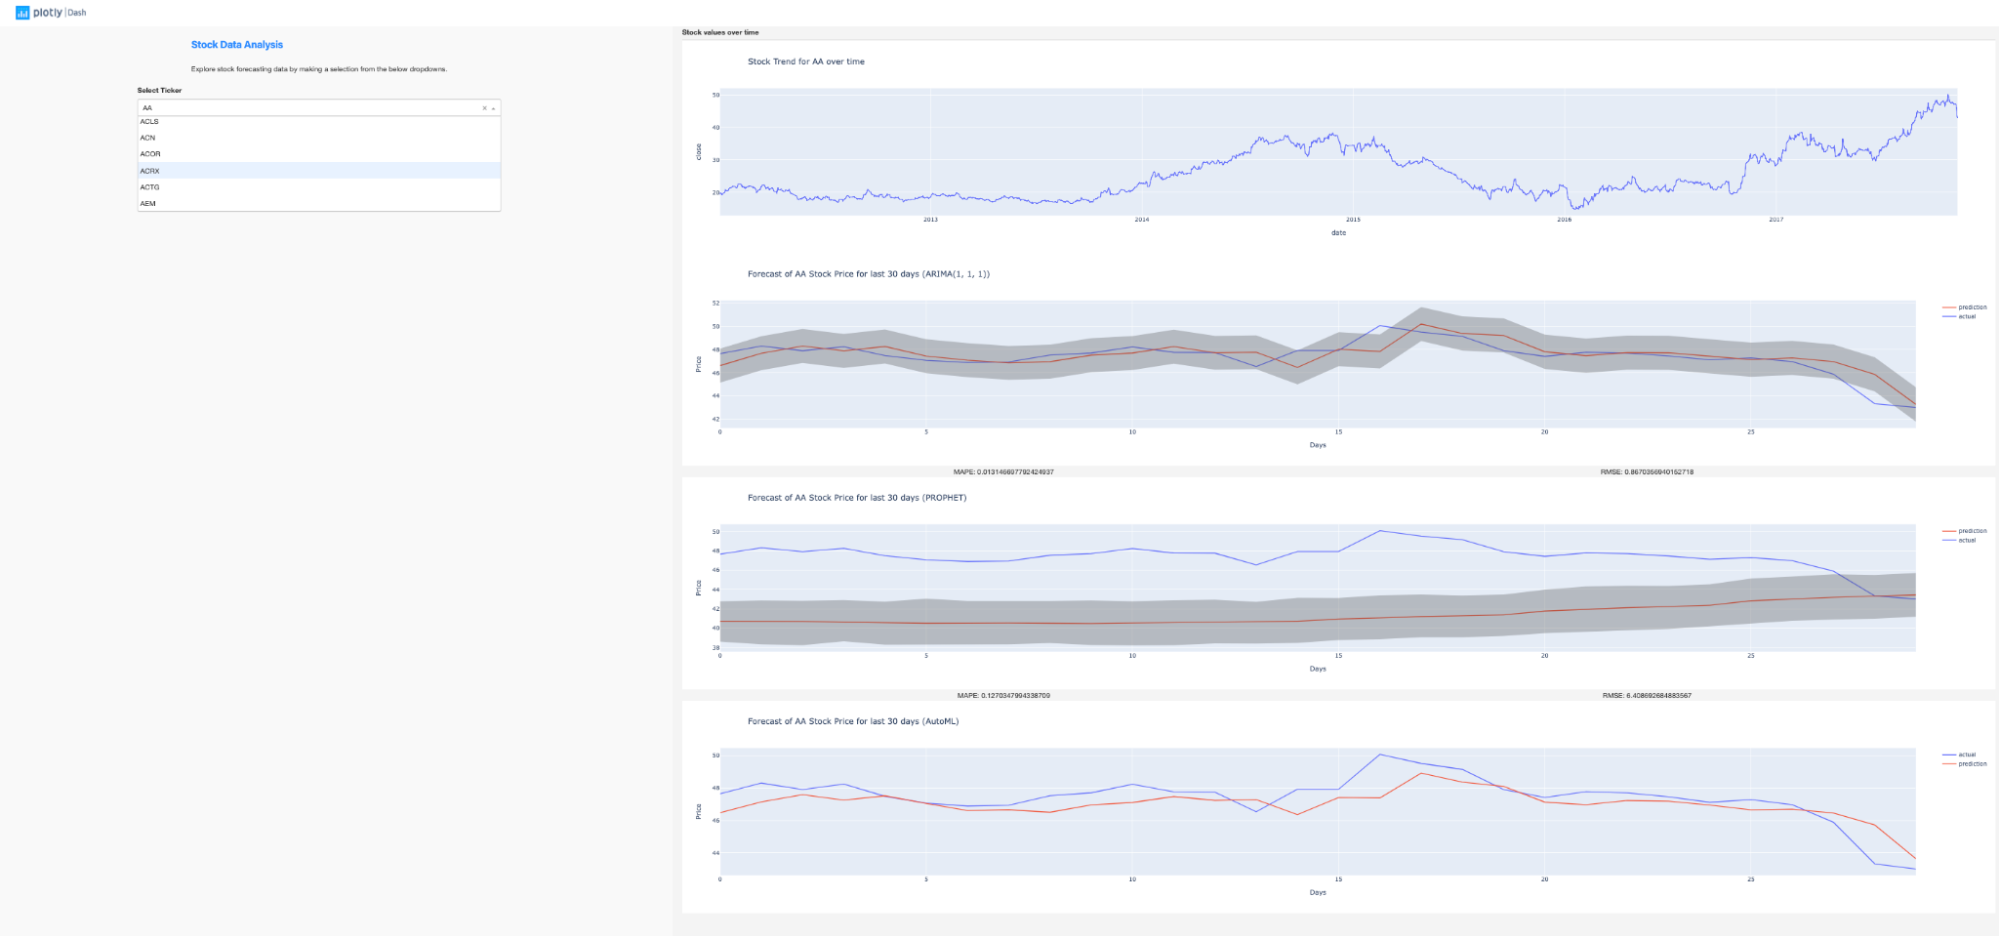 plotly | Dash
Stock Data Analysis
Explore stock forecasting data by making a selection from the below dropdowns.
Select Ticker
AA
ACLS
ACN
ACOR
ACRX
ACTG
AEM
Stock values over time
Stock Trend for AA over time
50
40
30
20
close
2013 2014 2015 2016 2017
date
Forecast of AA Stock Price for last 30 days (ARIMA(1, 1, 1))
52
50
48
46
44
42
Price
0 5 10 15 20 25
Days
prediction
actual
MAPE: 0.013146697792424937 RMSE: 0.8670356940152718
Forecast of AA Stock Price for last 30 days (PROPHET)
50
48
46
44
42
40
38
Price
0 5 10 15 20 25
Days
prediction
actual
MAPE: 0.1270347994338709 RMSE: 6.408692684883567
Forecast of AA Stock Price for last 30 days (AutoML)
50
48
46
44
Price
0 5 10 15 20 25
Days
actual
prediction